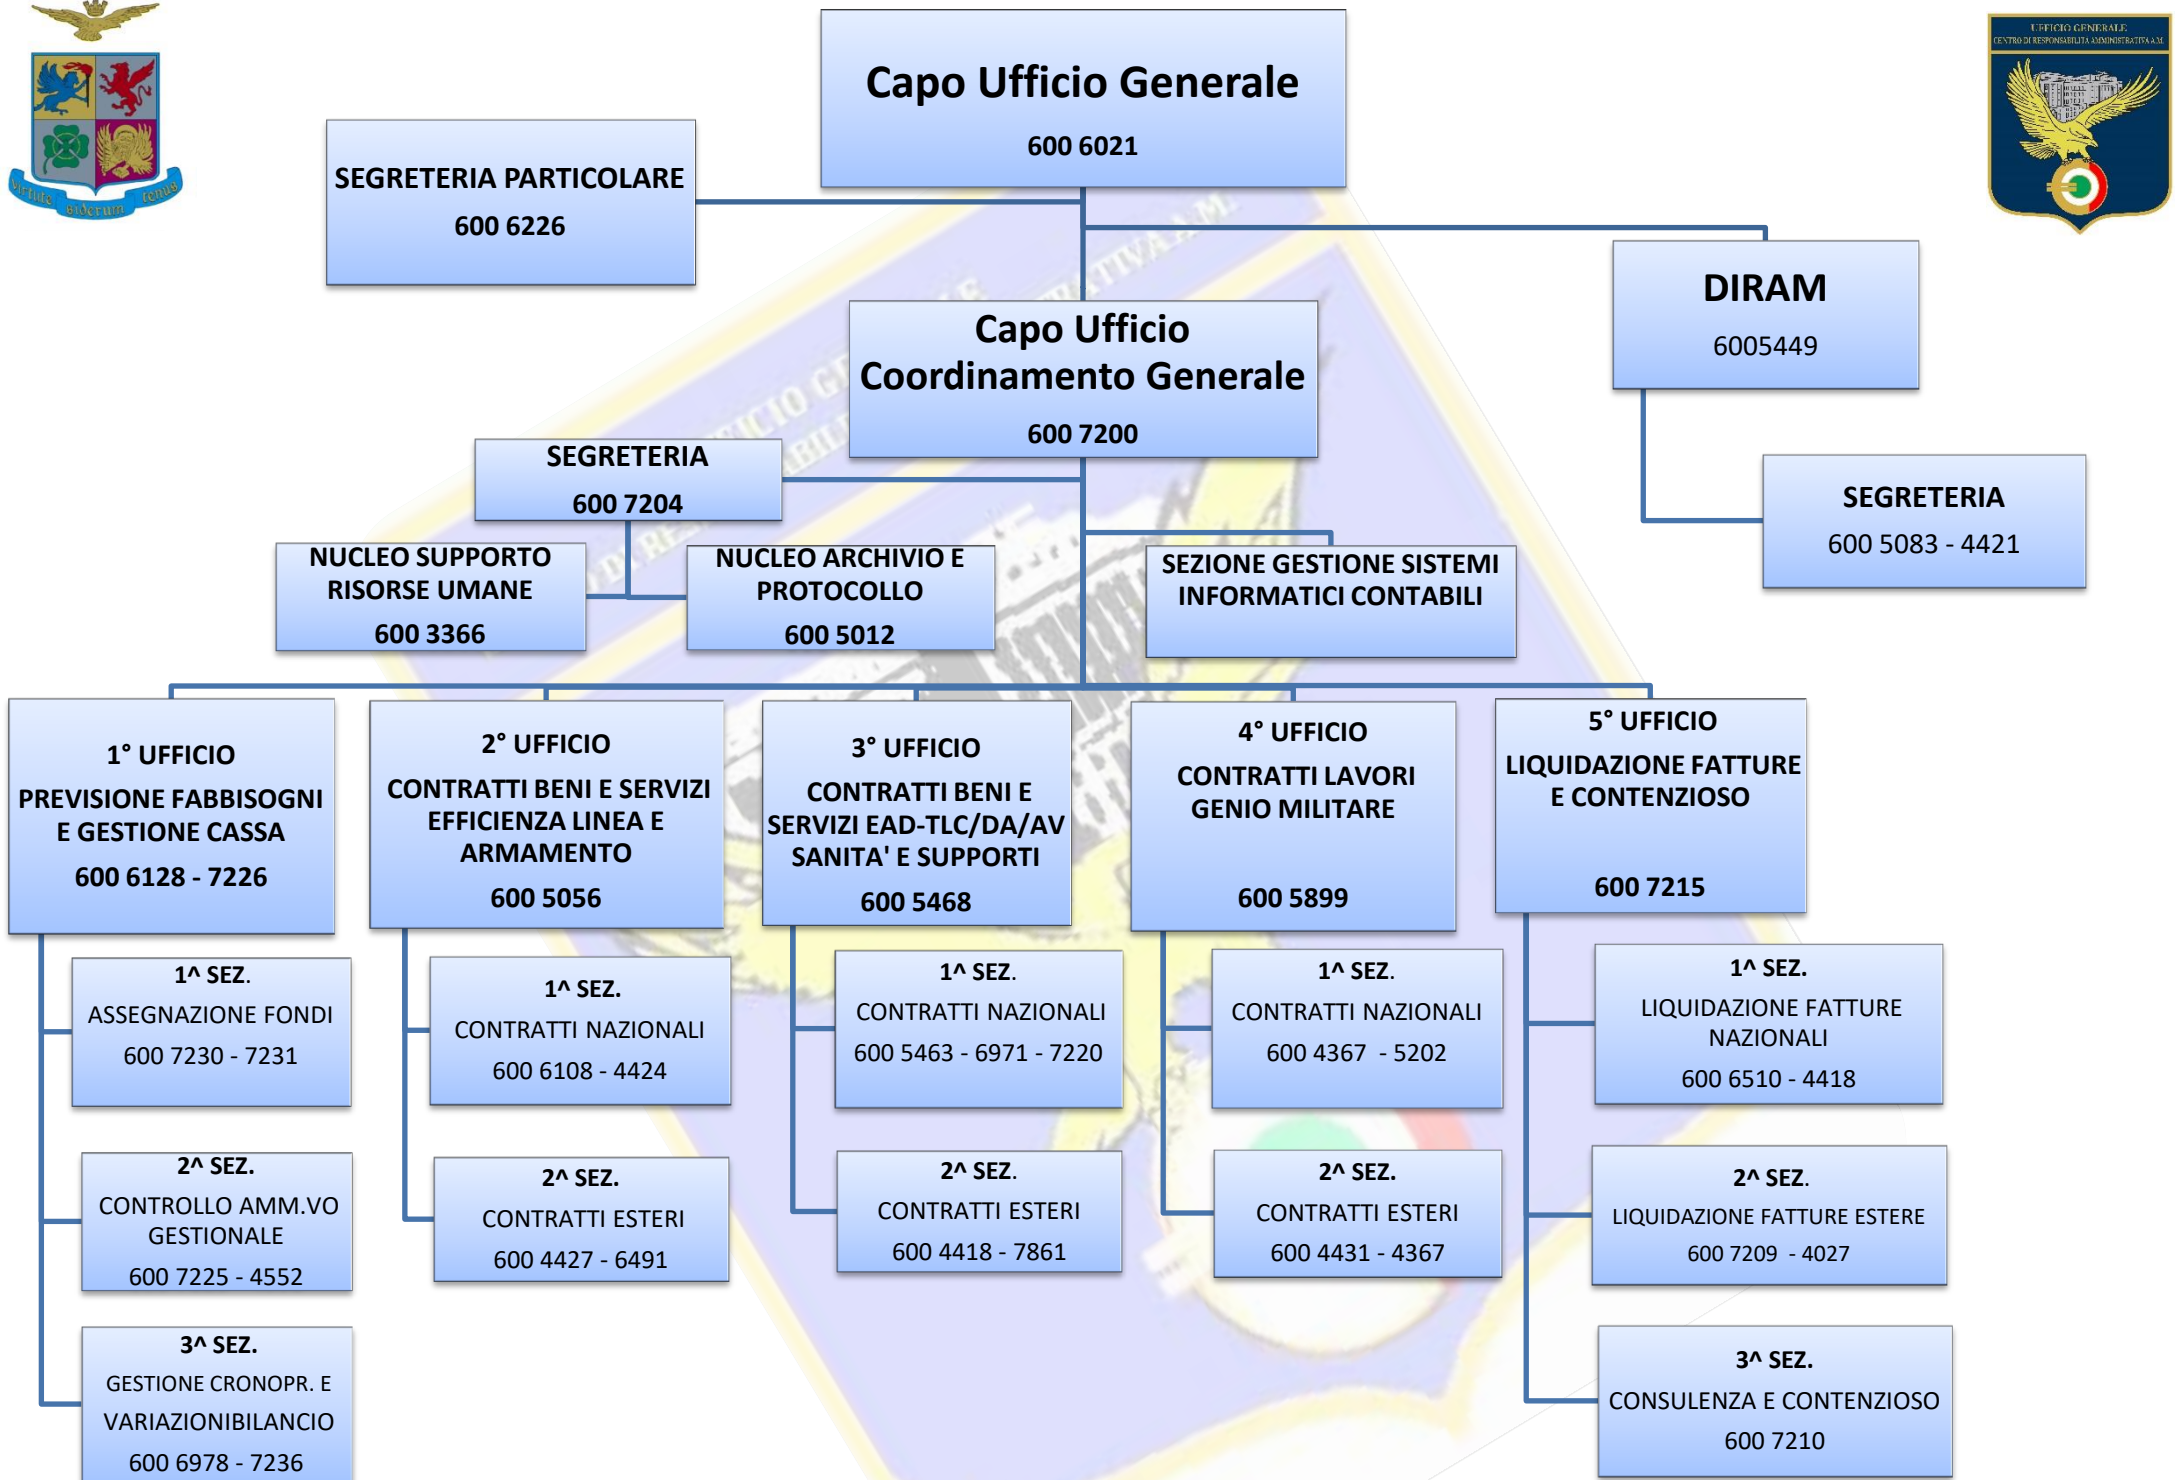 virtute siderum tenus
UFFICIO GENERALE
CENTRO DI RESPONSABILITÀ AMMINISTRATIVA A.M.
Capo Ufficio Generale
600 6021
SEGRETERIA PARTICOLARE
600 6226
DIRAM
6005449
Capo Ufficio
Coordinamento Generale
600 7200
SEGRETERIA
600 7204
SEGRETERIA
600 5083 - 4421
NUCLEO SUPPORTO
RISORSE UMANE
600 3366
NUCLEO ARCHIVIO E
PROTOCOLLO
600 5012
SEZIONE GESTIONE SISTEMI
INFORMATICI CONTABILI
1° UFFICIO
PREVISIONE FABBISOGNI
E GESTIONE CASSA
600 6128 - 7226
2° UFFICIO
CONTRATTI BENI E SERVIZI
EFFICIENZA LINEA E
ARMAMENTO
600 5056
3° UFFICIO
CONTRATTI BENI E
SERVIZI EAD-TLC/DA/AV
SANITA' E SUPPORTI
600 5468
4° UFFICIO
CONTRATTI LAVORI
GENIO MILITARE
600 5899
5° UFFICIO
LIQUIDAZIONE FATTURE
E CONTENZIOSO
600 7215
1^ SEZ.
ASSEGNAZIONE FONDI
600 7230 - 7231
1^ SEZ.
CONTRATTI NAZIONALI
600 6108 - 4424
1^ SEZ.
CONTRATTI NAZIONALI
600 5463 - 6971 - 7220
1^ SEZ.
CONTRATTI NAZIONALI
600 4367 - 5202
1^ SEZ.
LIQUIDAZIONE FATTURE
NAZIONALI
600 6510 - 4418
2^ SEZ.
CONTROLLO AMM.VO
GESTIONALE
600 7225 - 4552
2^ SEZ.
CONTRATTI ESTERI
600 4427 - 6491
2^ SEZ.
CONTRATTI ESTERI
600 4418 - 7861
2^ SEZ.
CONTRATTI ESTERI
600 4431 - 4367
2^ SEZ.
LIQUIDAZIONE FATTURE ESTERE
600 7209 - 4027
3^ SEZ.
GESTIONE CRONOPR. E
VARIAZIONIBILANCIO
600 6978 - 7236
3^ SEZ.
CONSULENZA E CONTENZIOSO
600 7210